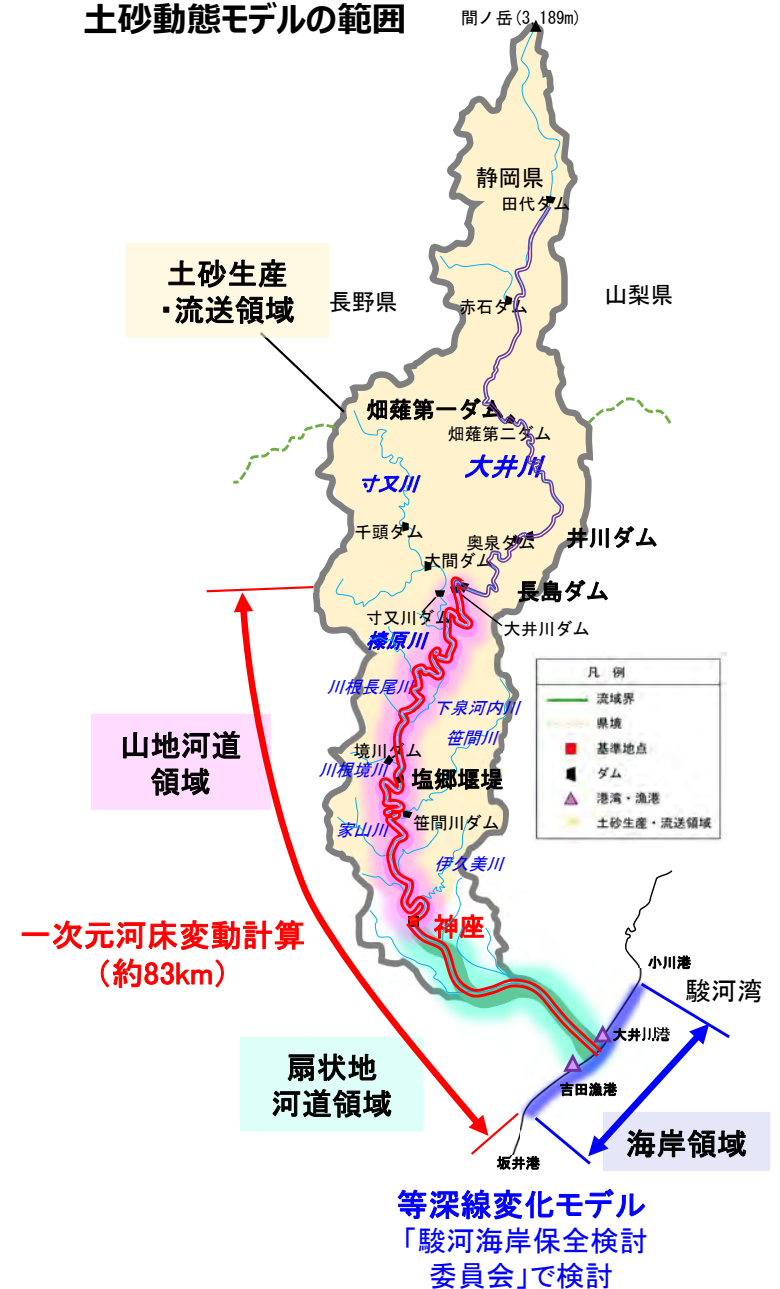 土砂動態モデルの範囲
間ノ岳(3,189m)
静岡県
田代ダム
土砂生産
・流送領域
長野県
赤石ダム
山梨県
畑薙第一ダム
畑薙第二ダム
大井川
寸又川
千頭ダム
奥泉ダム
井川ダム
大間ダム
長島ダム
寸又川ダム
大井川ダム
榛原川
川根長尾川
下泉河内川
笹間川
凡 例
流域界
県境
基準地点
ダム
港湾・漁港
土砂生産・流送領域
山地河道
領域
境川ダム
川根境川
塩郷堰堤
笹間川ダム
家山川
伊久美川
神座
一次元河床変動計算
(約83km)
小川港
駿河湾
大井川港
扇状地
河道領域
吉田漁港
海岸領域
坂井港
等深線変化モデル
「駿河海岸保全検討
委員会」で検討